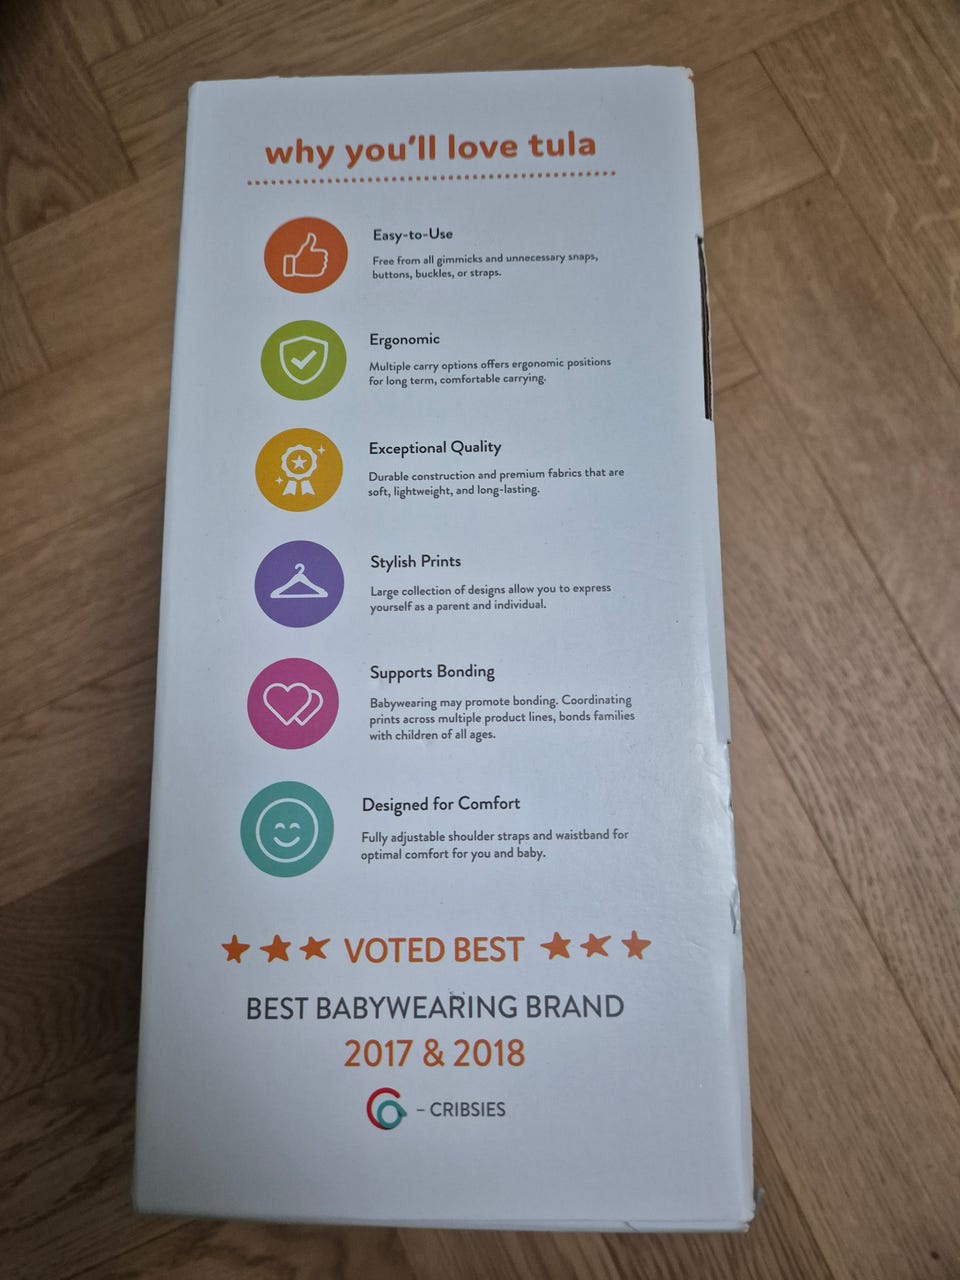 why you'll love tula
Easy-to-Use
Free from all gimmicks and unnecessary snaps,
buttons, buckles, or straps.
Ergonomic
Multiple carry options offers ergonomic positions
for long term, comfortable carrying.
Exceptional Quality
Durable construction and premium fabrics that are
soft, lightweight, and long-lasting.
Stylish Prints
Large collection of designs allow you to express
yourself as a parent and individual.
Supports Bonding
Babywearing may promote bonding. Coordinating
prints across multiple product lines, bonds families
with children of all ages.
Designed for Comfort
Fully adjustable shoulder straps and waistband for
optimal comfort for you and baby.
VOTED BEST
BEST BABYWEARING BRAND
2017 & 2018
– CRIBSIES